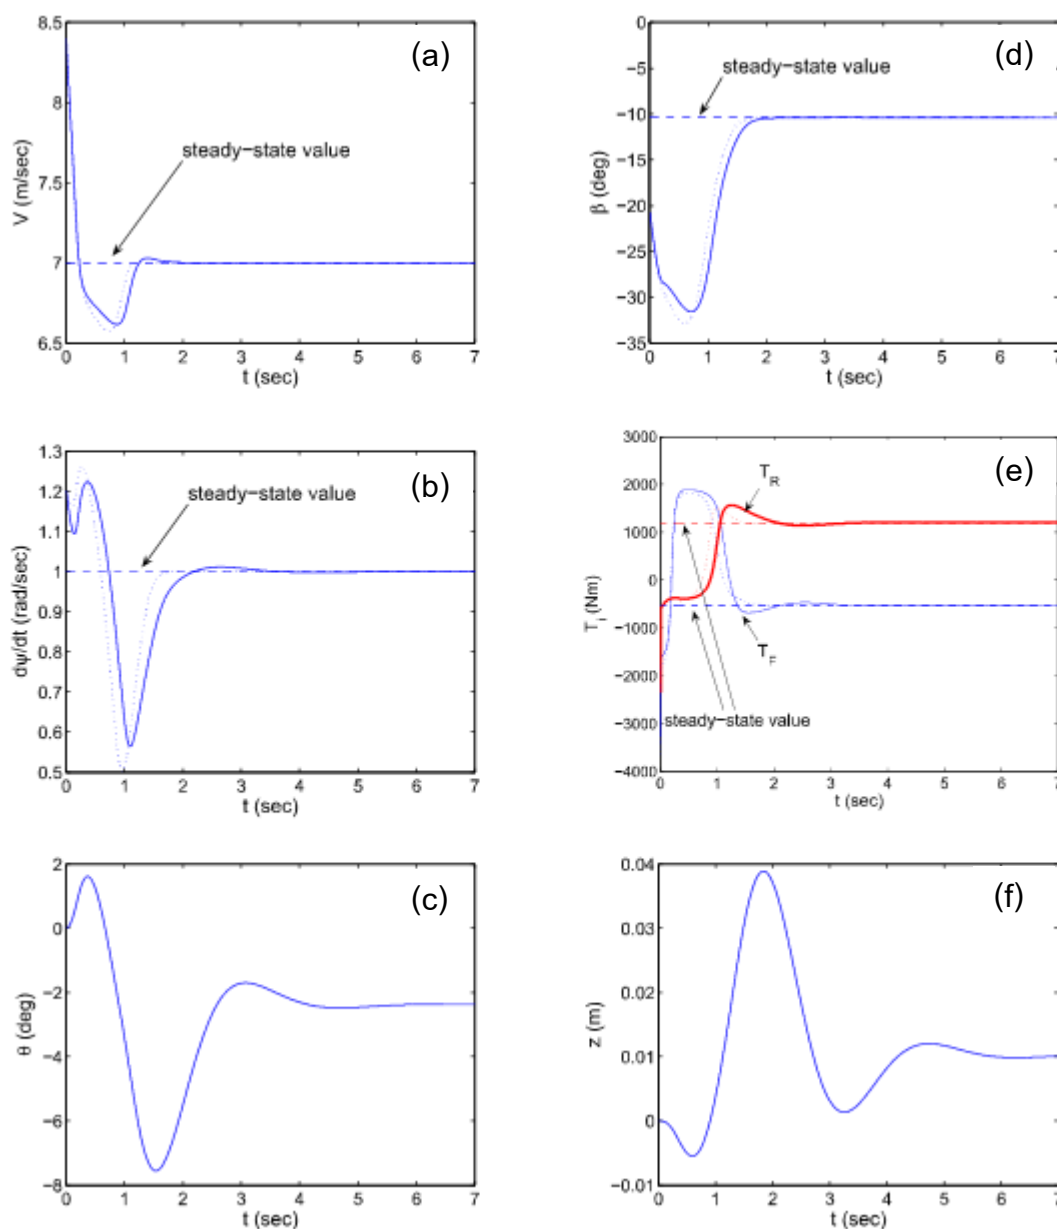 (a)
8.5
8
7.5
7
6.5
V (m/sec)
steady-state value
0 1 2 3 4 5 6 7
t (sec)
(d)
0
-5
-10
-15
-20
-25
-30
-35
β (deg)
steady-state value
0 1 2 3 4 5 6 7
t (sec)
(b)
1.3
1.2
1.1
1
0.9
0.8
0.7
0.6
0.5
dψ/dt (rad/sec)
steady-state value
0 1 2 3 4 5 6 7
t (sec)
(e)
3000
2000
1000
0
-1000
-2000
-3000
-4000
T_i (Nm)
T_R
T_F
steady-state value
0 1 2 3 4 5 6 7
t (sec)
(c)
2
0
-2
-4
-6
-8
θ (deg)
0 1 2 3 4 5 6 7
t (sec)
(f)
0.04
0.03
0.02
0.01
0
-0.01
z (m)
0 1 2 3 4 5 6 7
t (sec)